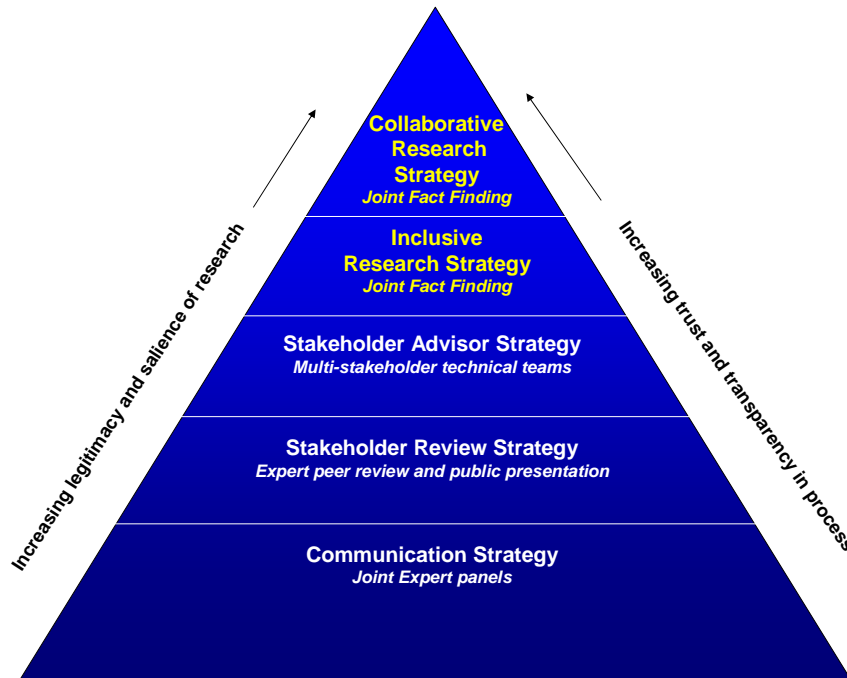 Collaborative
Research
Strategy
Joint Fact Finding
Inclusive
Research Strategy
Joint Fact Finding
Stakeholder Advisor Strategy
Multi-stakeholder technical teams
Stakeholder Review Strategy
Expert peer review and public presentation
Communication Strategy
Joint Expert panels
Increasing legitimacy and salience of research
Increasing trust and transparency in process